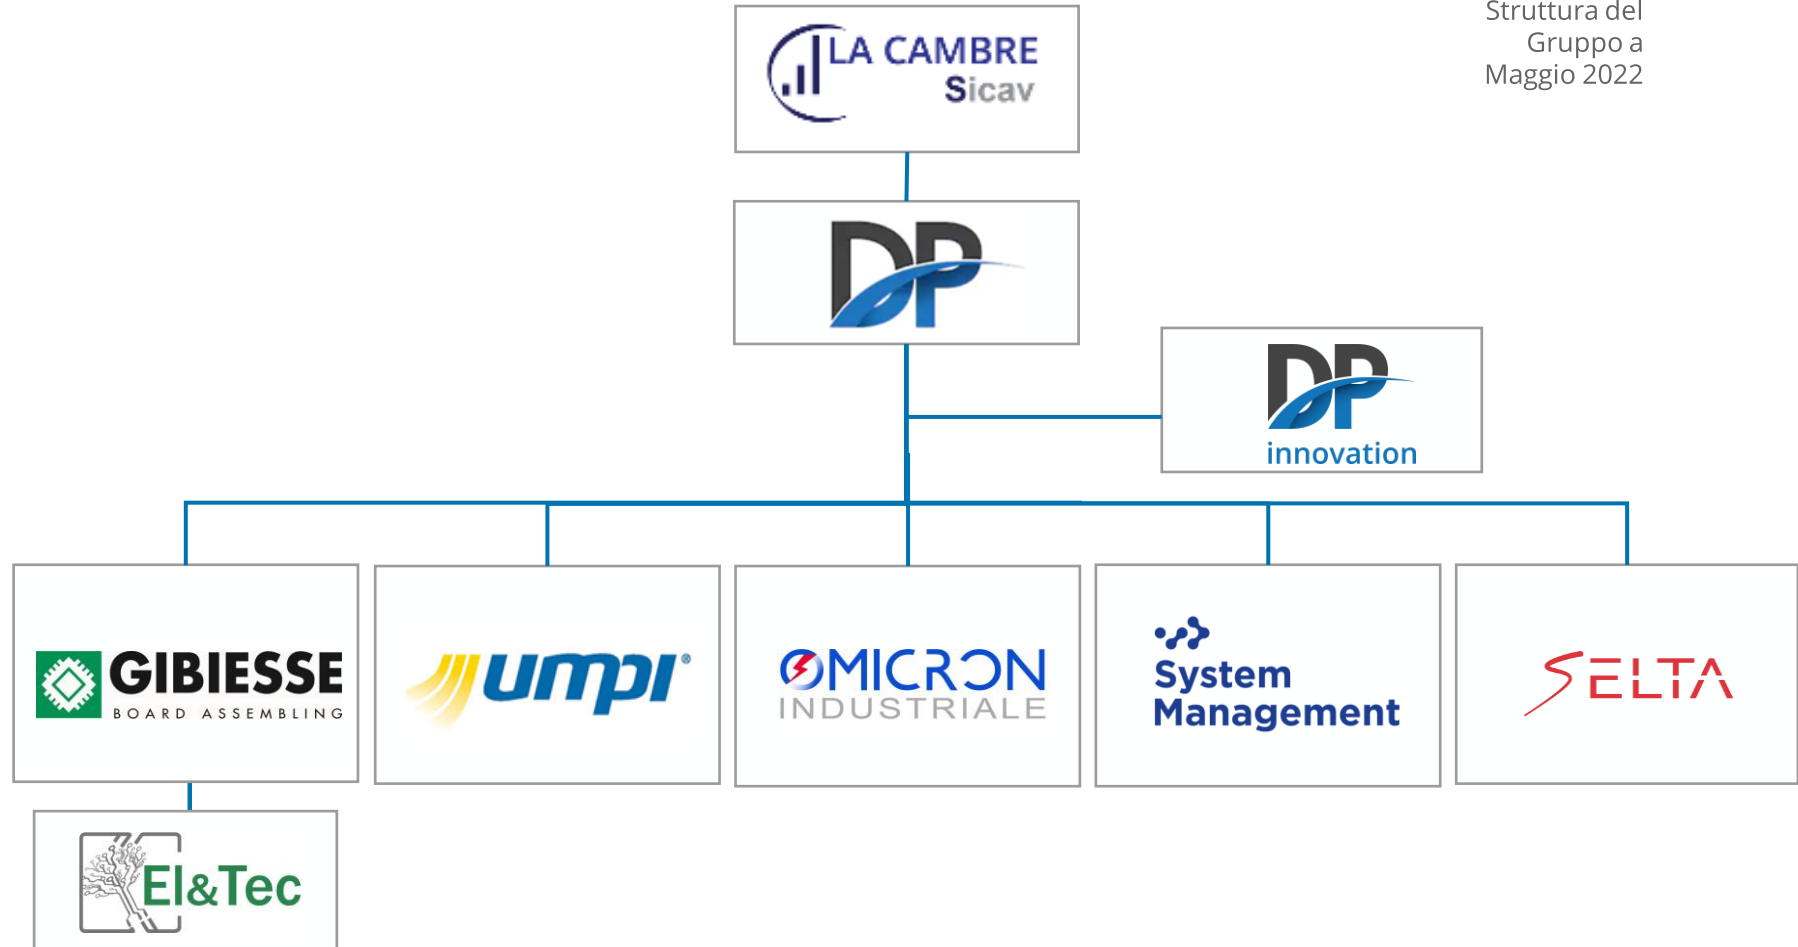 Struttura del
Gruppo a
Maggio 2022
LA CAMBRE
Sicav
DP
DP
innovation
GIBIESSE
BOARD ASSEMBLING
umpi®
OMICRON
INDUSTRIALE
System
Management
SELTA
El&Tec